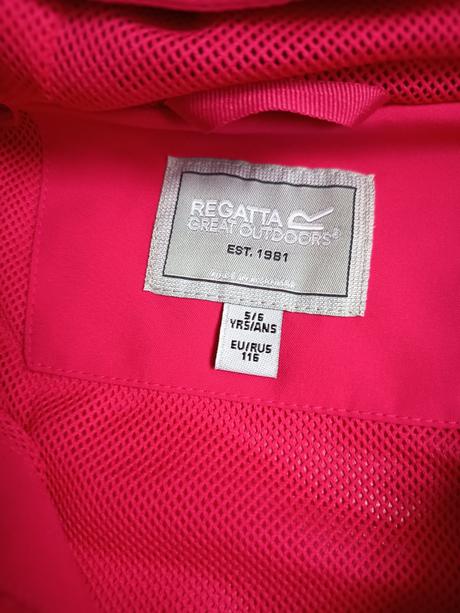 REGATTA
GREAT OUTDOORS®
EST. 1981
5/6
YRS/ANS
EU/RUS
116